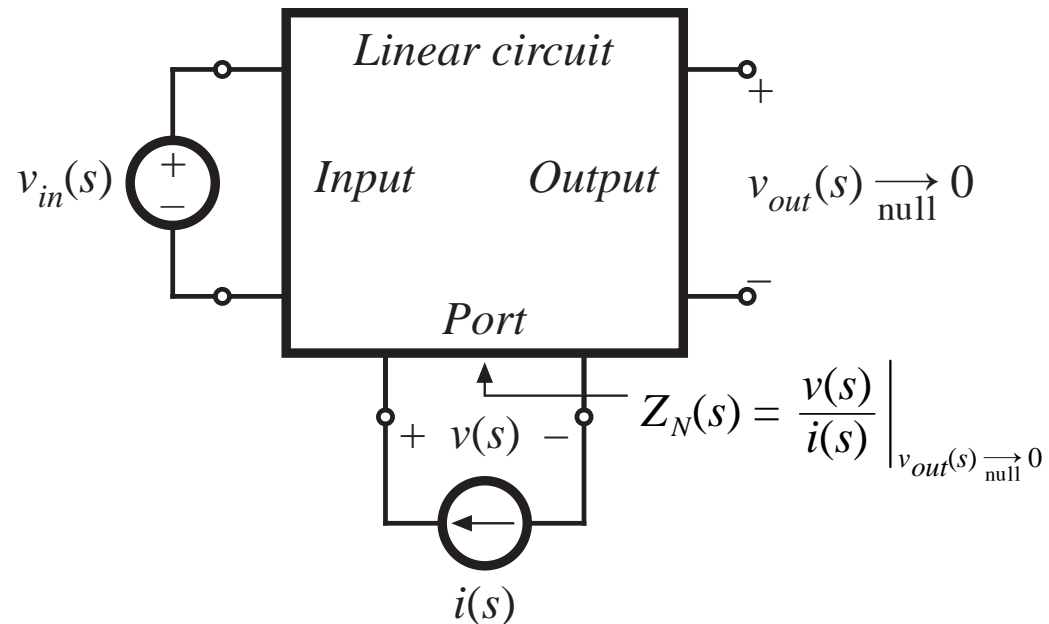 Linear circuit
+
v_in(s)
+
−
Input
Output
v_out(s) ⟶ 0
null
−
Port
+ v(s) −
Z_N(s) = v(s)/i(s) |_{v_out(s) ⟶ 0}
null
i(s)